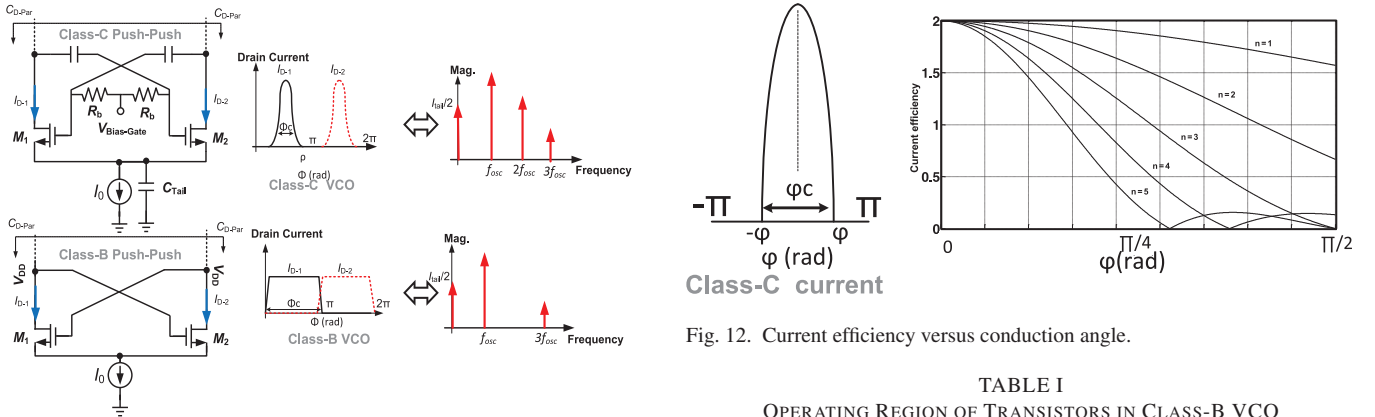 C_D-Par
C_D-Par
Class-C Push-Push
I_D-1
I_D-2
R_b
R_b
V_Bias-Gate
M_1
M_2
I_0
C_Tail
Drain Current
I_D-1
I_D-2
Φc
π
2π
ρ
Φ (rad)
Class-C VCO
Mag.
I_tail/2
f_osc
2f_osc
3f_osc
Frequency
C_D-Par
C_D-Par
Class-B Push-Push
V_DD
V_DD
I_D-1
I_D-2
M_1
M_2
I_0
Drain Current
I_D-1
I_D-2
Φc
π
2π
Φ (rad)
Class-B VCO
Mag.
I_tail/2
f_osc
3f_osc
Frequency
φc
-Π
Π
-φ
φ
φ (rad)
Class-C current
Current efficiency
2
1.5
1
0.5
0
n=1
n=2
n=3
n=4
n=5
0
Π/4
Π/2
φ(rad)
Fig. 12. Current efficiency versus conduction angle.
TABLE I
OPERATING REGION OF TRANSISTORS IN CLASS-B VCO